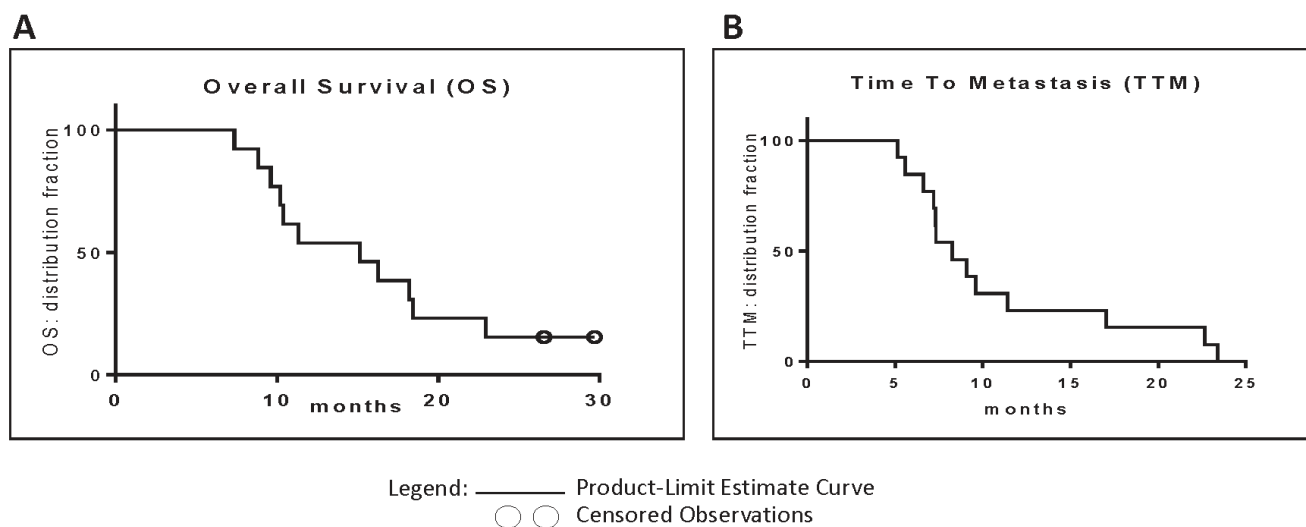 A
Overall Survival (OS)
OS: distribution fraction
100
50
0
0
10
20
30
months
B
Time To Metastasis (TTM)
TTM: distribution fraction
100
50
0
0
5
10
15
20
25
months
Legend: Product-Limit Estimate Curve
Censored Observations